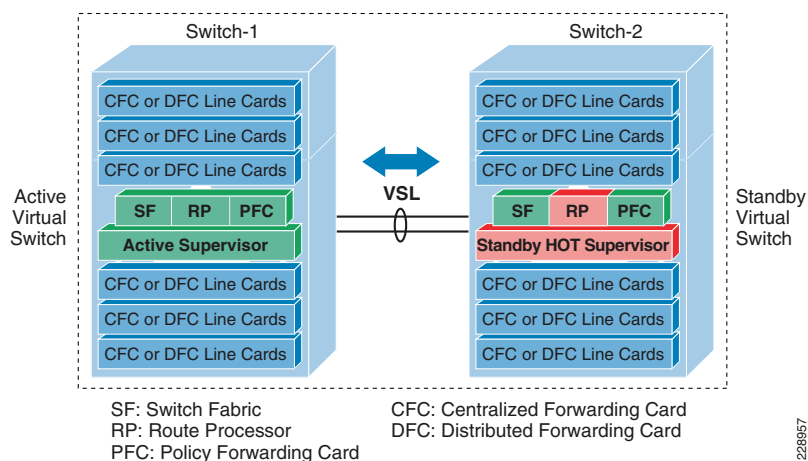 Switch-1
Switch-2
CFC or DFC Line Cards
CFC or DFC Line Cards
CFC or DFC Line Cards
CFC or DFC Line Cards
CFC or DFC Line Cards
CFC or DFC Line Cards
Active
Virtual
Switch
SF RP PFC
Active Supervisor
VSL
SF RP PFC
Standby HOT Supervisor
Standby
Virtual
Switch
CFC or DFC Line Cards
CFC or DFC Line Cards
CFC or DFC Line Cards
CFC or DFC Line Cards
CFC or DFC Line Cards
CFC or DFC Line Cards
SF: Switch Fabric
RP: Route Processor
PFC: Policy Forwarding Card
CFC: Centralized Forwarding Card
DFC: Distributed Forwarding Card
228957